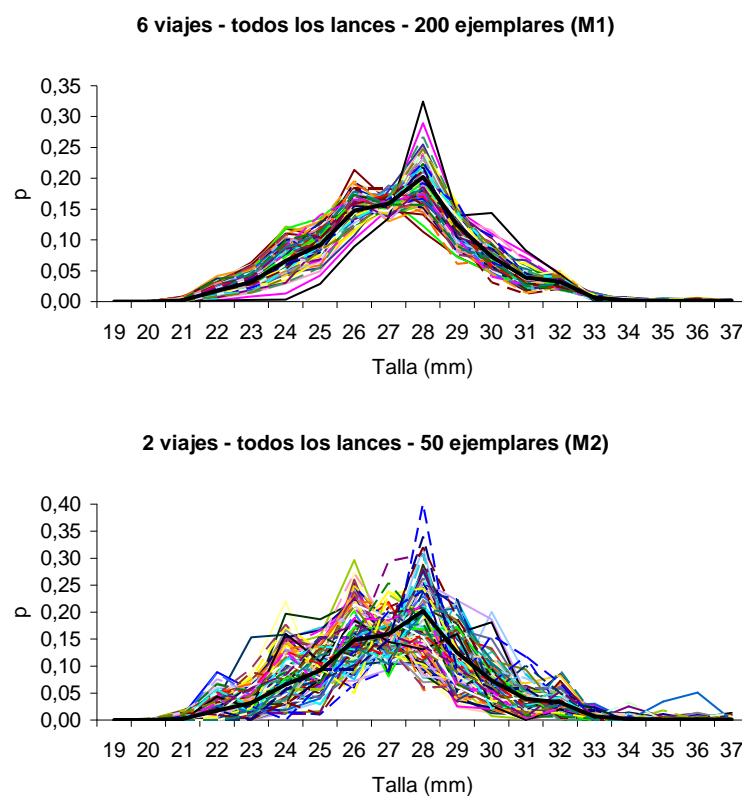 6 viajes - todos los lances - 200 ejemplares (M1)
0,35
0,30
0,25
0,20
0,15
0,10
0,05
0,00
p
19 20 21 22 23 24 25 26 27 28 29 30 31 32 33 34 35 36 37
Talla (mm)
2 viajes - todos los lances - 50 ejemplares (M2)
0,40
0,35
0,30
0,25
0,20
0,15
0,10
0,05
0,00
p
19 20 21 22 23 24 25 26 27 28 29 30 31 32 33 34 35 36 37
Talla (mm)